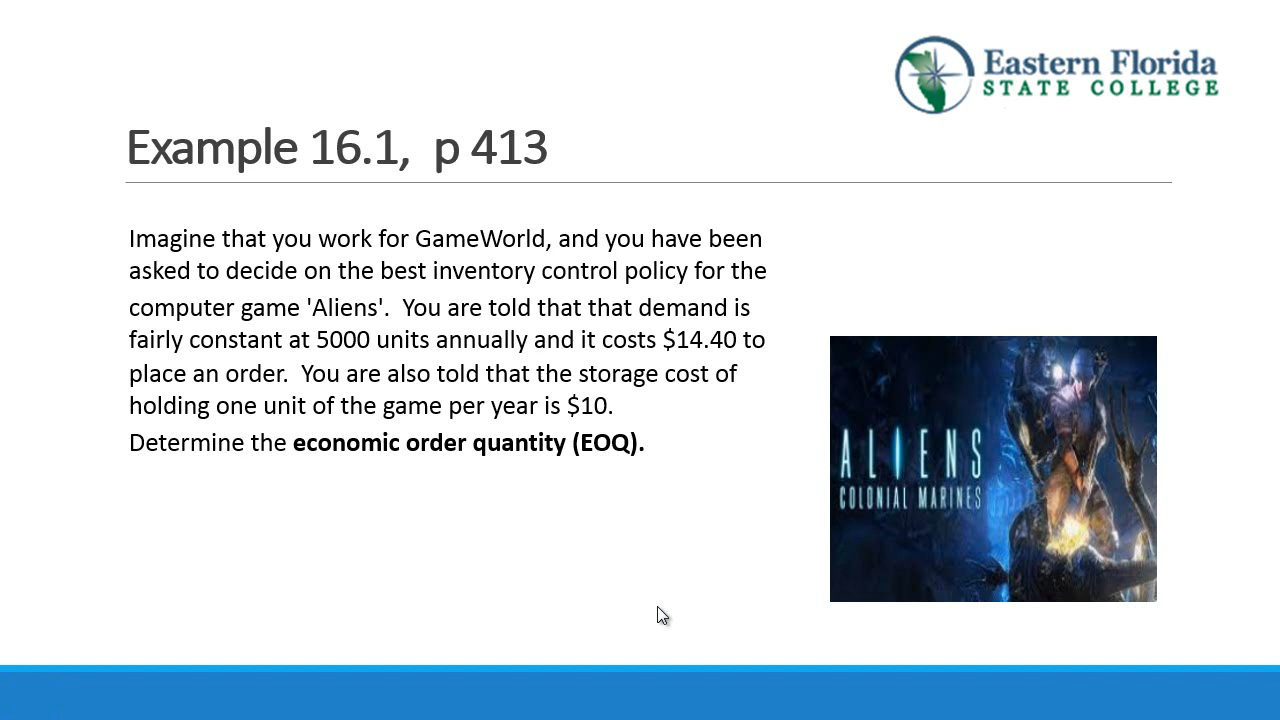 Eastern Florida
STATE COLLEGE
Example 16.1, p 413
Imagine that you work for GameWorld, and you have been
asked to decide on the best inventory control policy for the
computer game 'Aliens'. You are told that that demand is
fairly constant at 5000 units annually and it costs $14.40 to
place an order. You are also told that the storage cost of
holding one unit of the game per year is $10.
Determine the economic order quantity (EOQ).
ALIENS
COLONIAL MARINES